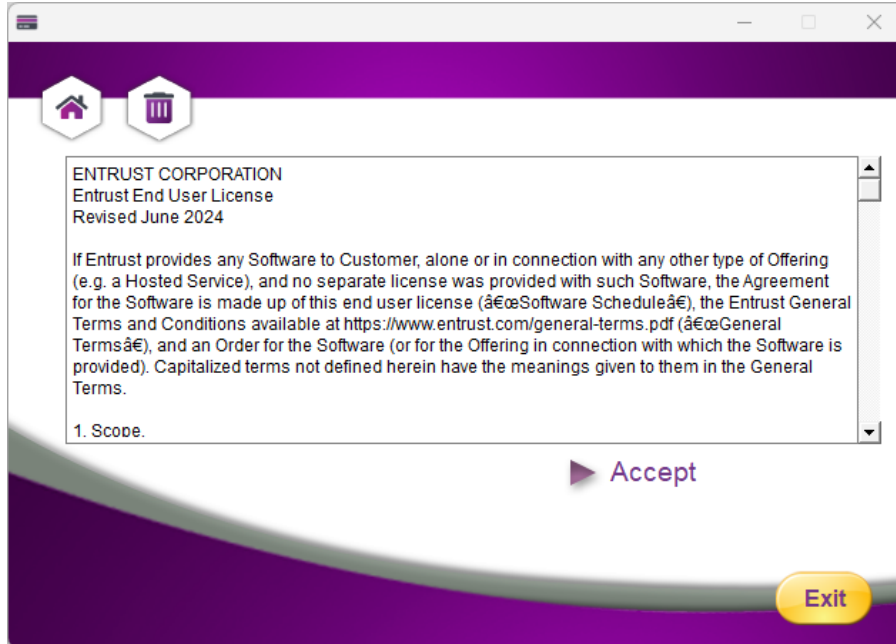 ENTRUST CORPORATION
Entrust End User License
Revised June 2024
If Entrust provides any Software to Customer, alone or in connection with any other type of Offering
(e.g. a Hosted Service), and no separate license was provided with such Software, the Agreement
for the Software is made up of this end user license (â€œSoftware Scheduleâ€), the Entrust General
Terms and Conditions available at https://www.entrust.com/general-terms.pdf (â€œGeneral
Termsâ€), and an Order for the Software (or for the Offering in connection with which the Software is
provided). Capitalized terms not defined herein have the meanings given to them in the General
Terms.
1. Scope.
Accept
Exit